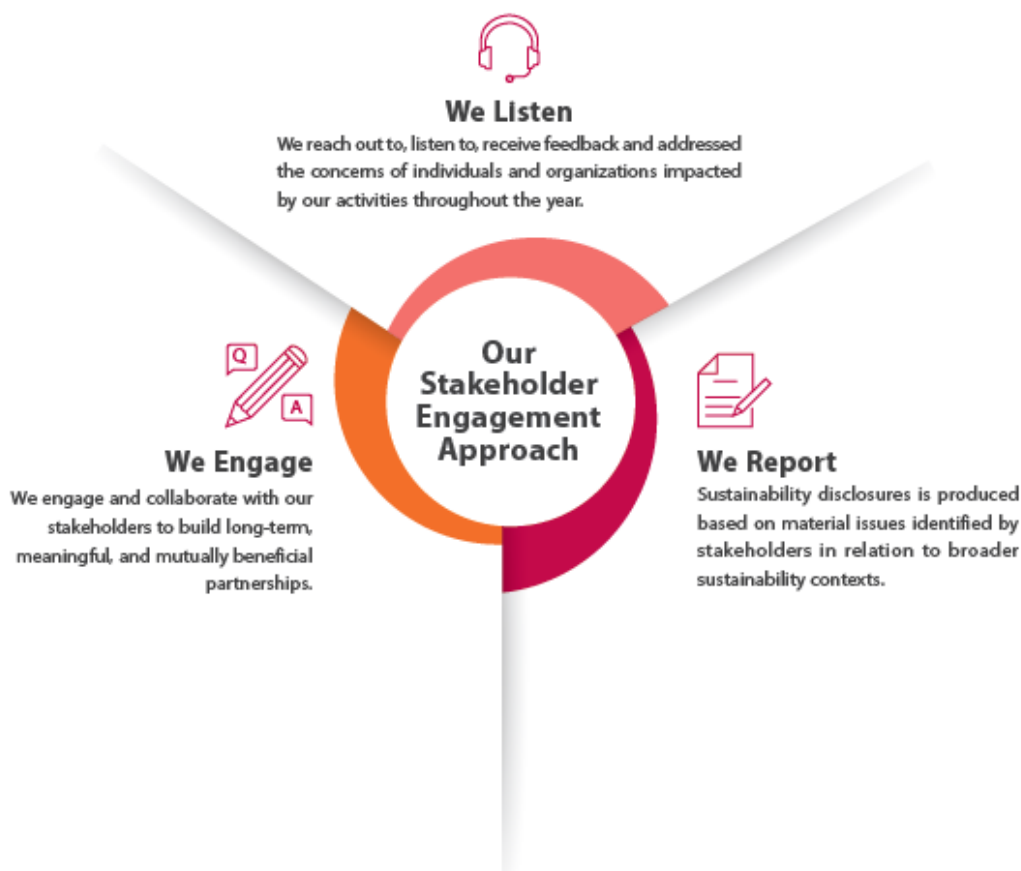 We Listen
We reach out to, listen to, receive feedback and addressed
the concerns of individuals and organizations impacted
by our activities throughout the year.
Our
Stakeholder
Engagement
Approach
Q
A
We Engage
We engage and collaborate with our
stakeholders to build long-term,
meaningful, and mutually beneficial
partnerships.
We Report
Sustainability disclosures is produced
based on material issues identified by
stakeholders in relation to broader
sustainability contexts.